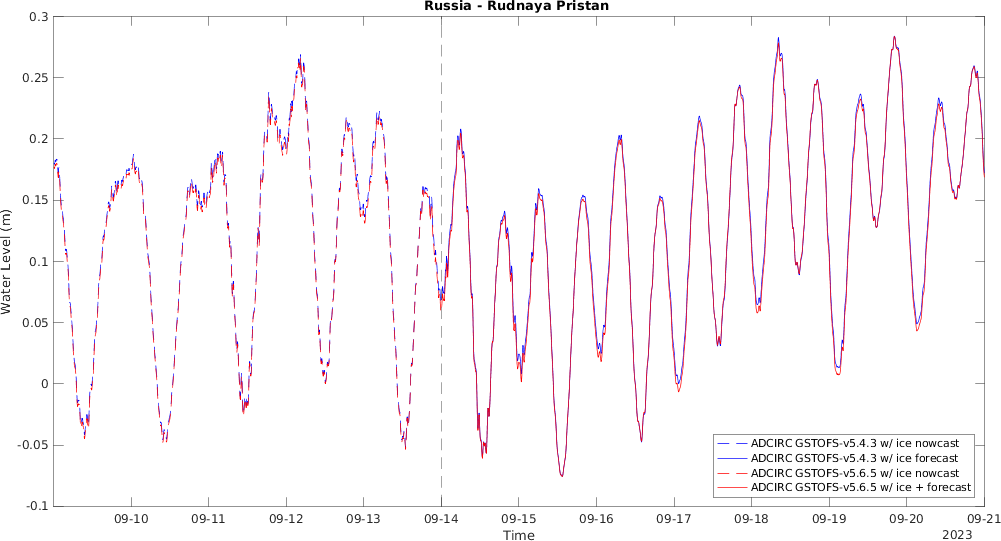 Russia - Rudnaya Pristan
0.3
0.25
0.2
0.15
0.1
0.05
0
-0.05
-0.1
Water Level (m)
ADCIRC GSTOFS-v5.4.3 w/ ice nowcast
ADCIRC GSTOFS-v5.4.3 w/ ice forecast
ADCIRC GSTOFS-v5.6.5 w/ ice nowcast
ADCIRC GSTOFS-v5.6.5 w/ ice + forecast
09-10 09-11 09-12 09-13 09-14 09-15 09-16 09-17 09-18 09-19 09-20 09-21
Time
2023